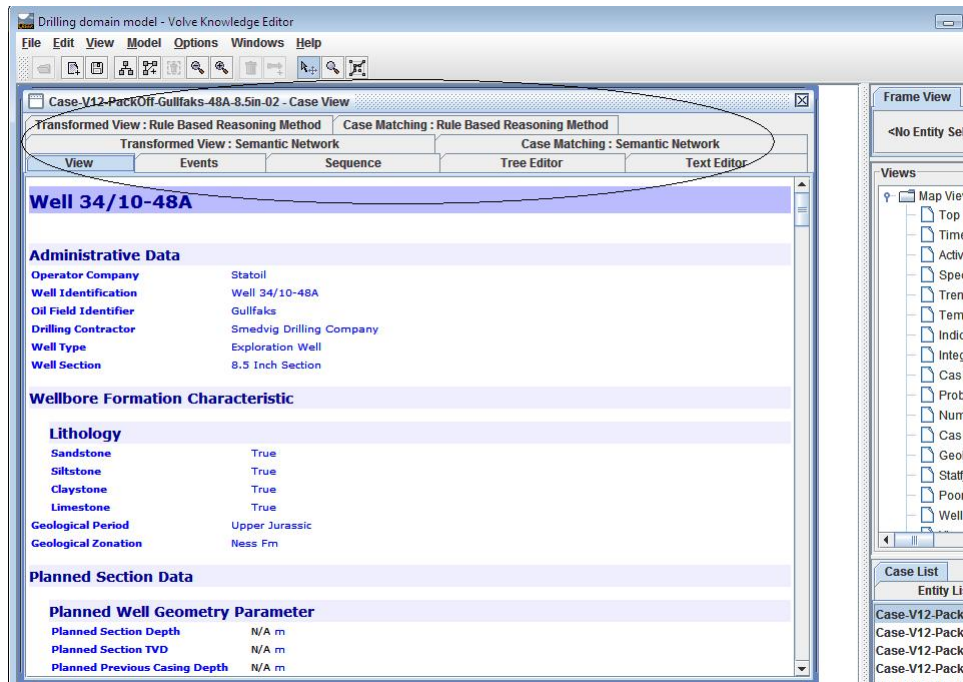 Drilling domain model - Volve Knowledge Editor
File Edit View Model Options Windows Help
Case-V12-PackOff-Gullfaks-48A-8.5in-02 - Case View
Transformed View : Rule Based Reasoning Method Case Matching : Rule Based Reasoning Method
Transformed View : Semantic Network Case Matching : Semantic Network
View Events Sequence Tree Editor Text Editor
Well 34/10-48A
Administrative Data
Operator Company Statoil
Well Identification Well 34/10-48A
Oil Field Identifier Gullfaks
Drilling Contractor Smedvig Drilling Company
Well Type Exploration Well
Well Section 8.5 Inch Section
Wellbore Formation Characteristic
Lithology
Sandstone True
Siltstone True
Claystone True
Limestone True
Geological Period Upper Jurassic
Geological Zonation Ness Fm
Planned Section Data
Planned Well Geometry Parameter
Planned Section Depth N/A m
Planned Section TVD N/A m
Planned Previous Casing Depth N/A m
Frame View
<No Entity Sel
Views
Map Vie
Top
Time
Activ
Spec
Tren
Tem
Indic
Integ
Cas
Prob
Num
Cas
Geol
Statf
Poor
Well
Case List
Entity Li
Case-V12-Pack
Case-V12-Pack
Case-V12-Pack
Case-V12-Pack